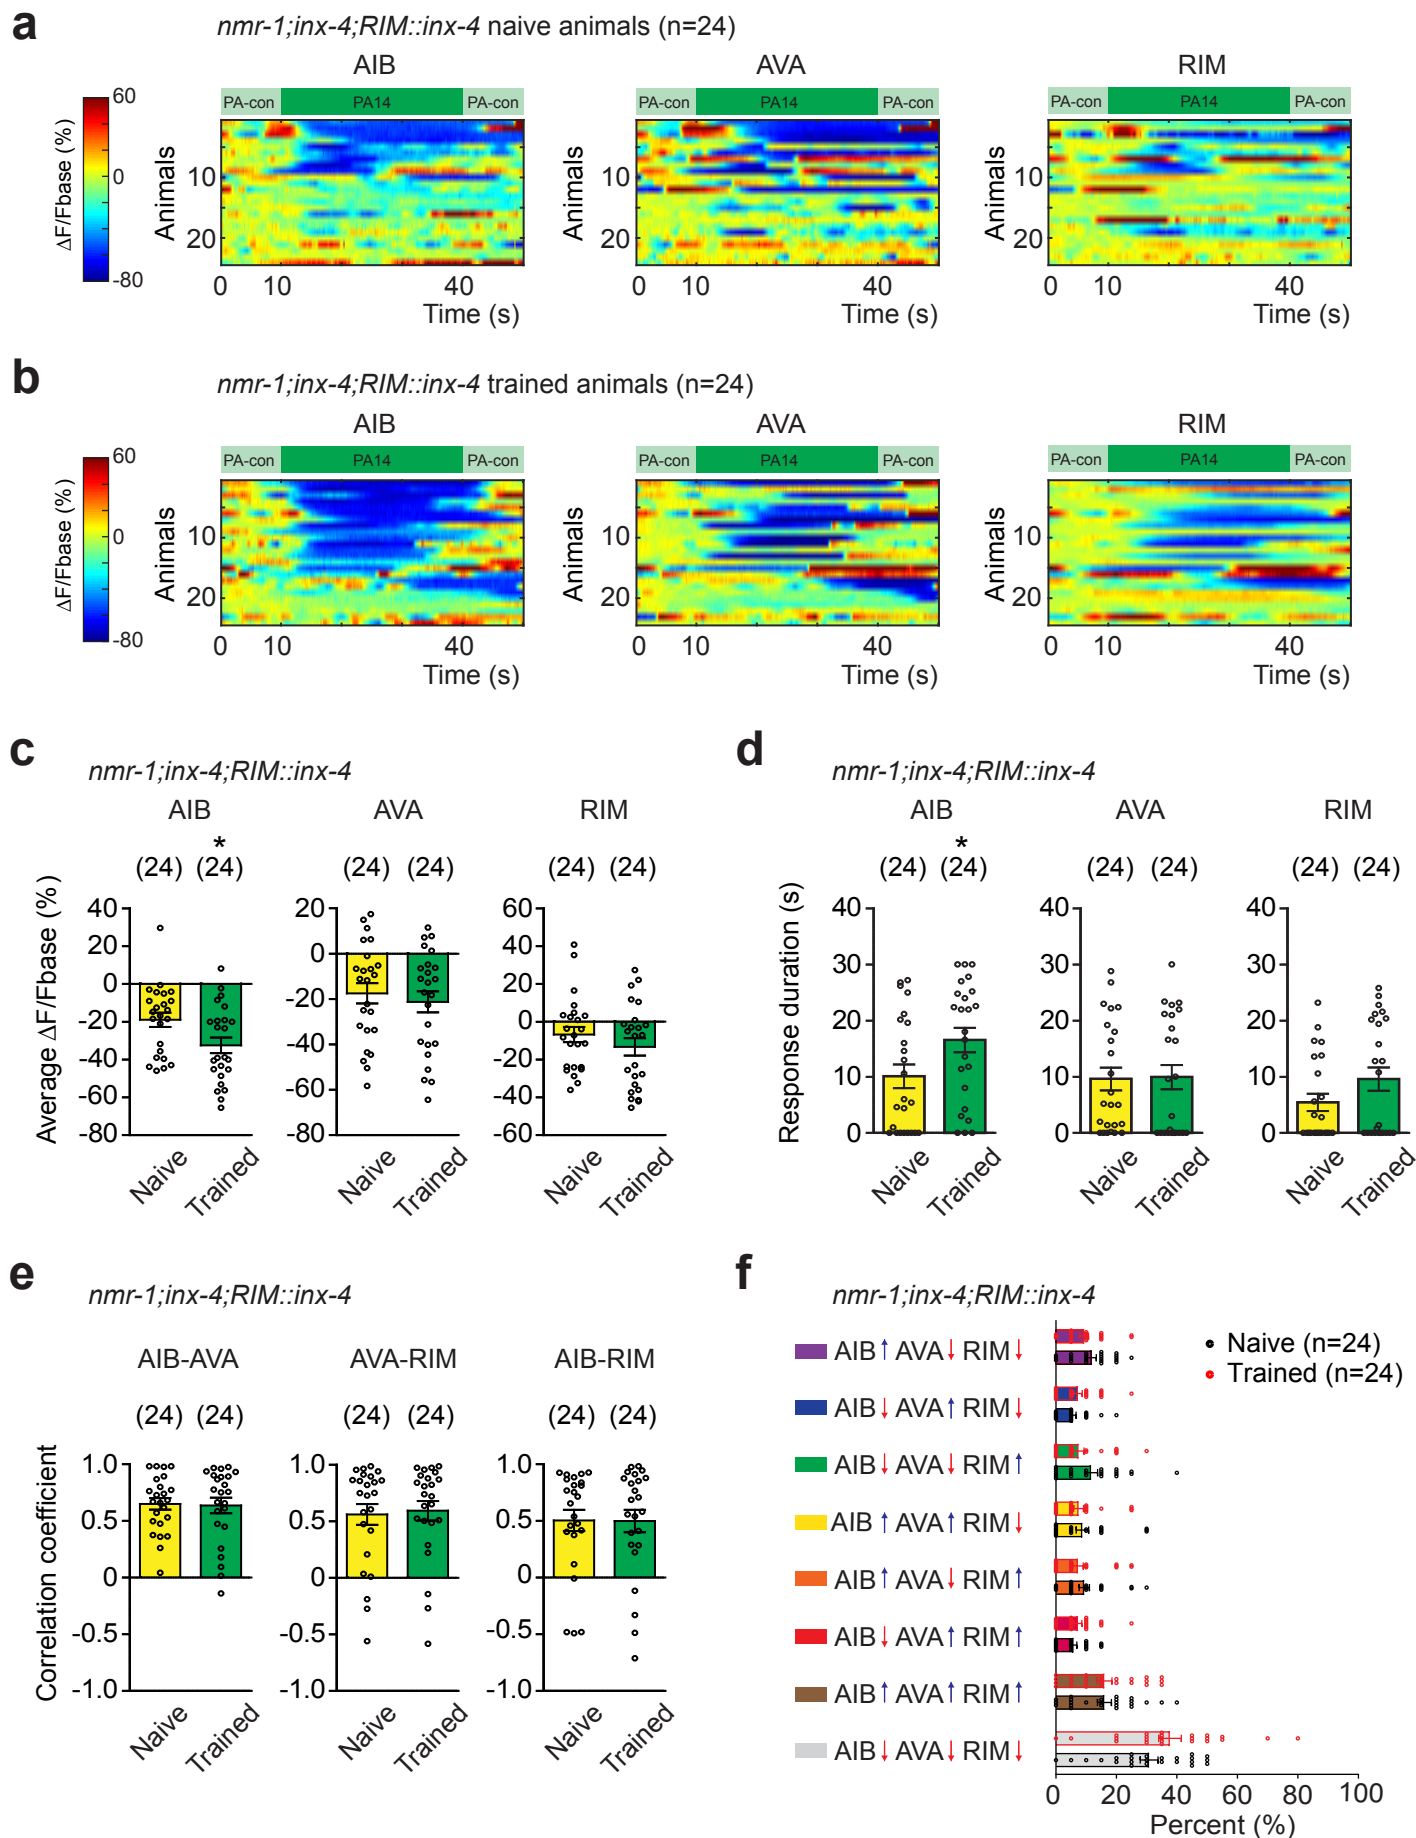 a
nmr-1;inx-4;RIM::inx-4 naive animals (n=24)
AIB AVA RIM
PA-con PA14 PA-con PA-con PA14 PA-con PA-con PA14 PA-con
ΔF/Fbase (%)
60
0
-80
Animals
10
20
0 10 40
Time (s)
Animals
10
20
0 10 40
Time (s)
Animals
10
20
0 10 40
Time (s)
b
nmr-1;inx-4;RIM::inx-4 trained animals (n=24)
AIB AVA RIM
PA-con PA14 PA-con PA-con PA14 PA-con PA-con PA14 PA-con
ΔF/Fbase (%)
60
0
-80
Animals
10
20
0 10 40
Time (s)
Animals
10
20
0 10 40
Time (s)
Animals
10
20
0 10 40
Time (s)
c
nmr-1;inx-4;RIM::inx-4
AIB AVA RIM
*
(24) (24) (24) (24) (24) (24)
Average ΔF/Fbase (%)
40
20
0
-20
-40
-60
-80
Naive Trained
20
0
-20
-40
-60
-80
Naive Trained
60
40
20
0
-20
-40
-60
Naive Trained
d
nmr-1;inx-4;RIM::inx-4
AIB AVA RIM
*
(24) (24) (24) (24) (24) (24)
Response duration (s)
40
30
20
10
0
Naive Trained
40
30
20
10
0
Naive Trained
40
30
20
10
0
Naive Trained
e
nmr-1;inx-4;RIM::inx-4
AIB-AVA AVA-RIM AIB-RIM
(24) (24) (24) (24) (24) (24)
Correlation coefficient
1.0
0.5
0
-0.5
-1.0
Naive Trained
1.0
0.5
0
-0.5
-1.0
Naive Trained
1.0
0.5
0
-0.5
-1.0
Naive Trained
f
nmr-1;inx-4;RIM::inx-4
Naive (n=24)
Trained (n=24)
AIB↑ AVA↓ RIM↓
AIB↓ AVA↑ RIM↓
AIB↓ AVA↓ RIM↑
AIB↑ AVA↑ RIM↓
AIB↑ AVA↓ RIM↑
AIB↓ AVA↑ RIM↑
AIB↑ AVA↑ RIM↑
AIB↓ AVA↓ RIM↓
0 20 40 60 80 100
Percent (%)